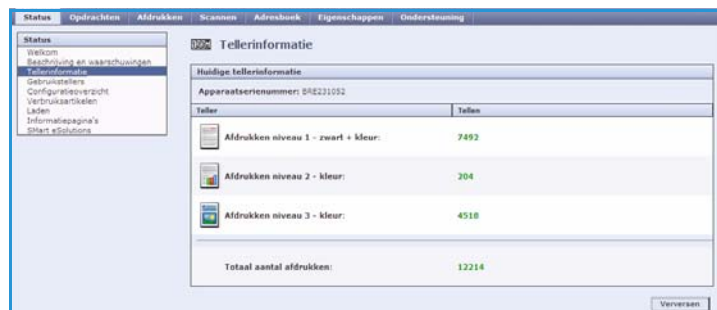 Status Opdrachten Afdrukken Scannen Adresboek Eigenschappen Ondersteuning
Status
Welkom
Beschrijving en waarschuwingen
Tellerinformatie
Gebruikstellers
Configuratieoverzicht
Verbruiksartikelen
Laden
Informatiepagina's
SMart eSolutions
Tellerinformatie
Huidige tellerinformatie
Apparaatserienummer: BRE231052
Teller Tellen
Afdrukken niveau 1 - zwart + kleur: 7492
Afdrukken niveau 2 - kleur: 204
Afdrukken niveau 3 - kleur: 4518
Totaal aantal afdrukken: 12214
Verversen